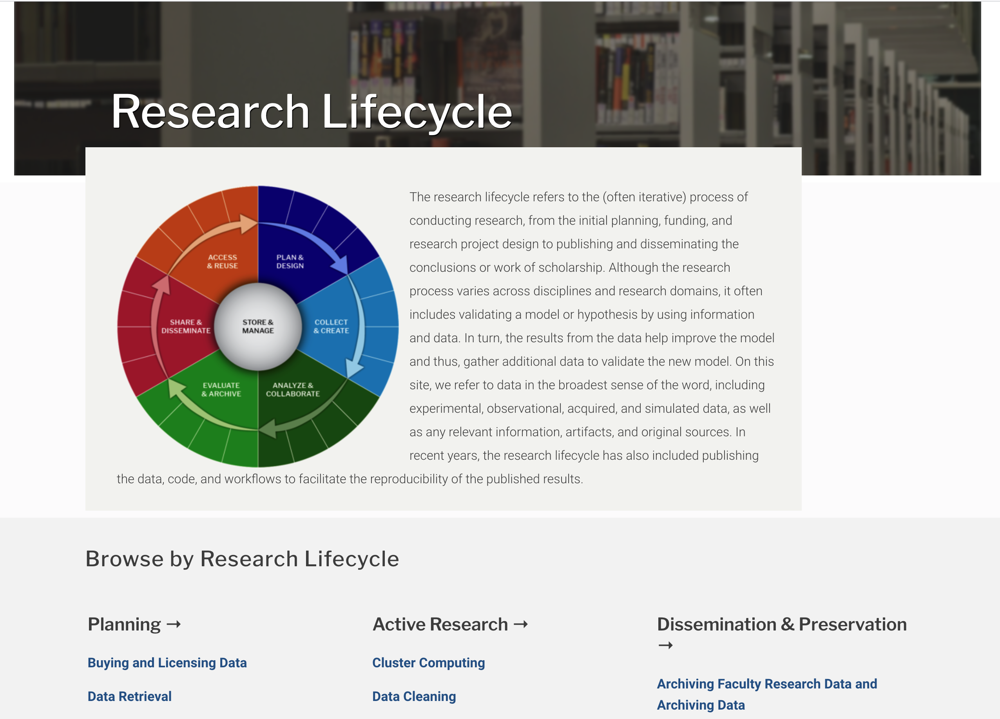 Research Lifecycle
ACCESS
& REUSE
PLAN &
DESIGN
SHARE &
DISSEMINATE
STORE &
MANAGE
COLLECT
& CREATE
EVALUATE
& ARCHIVE
ANALYZE &
COLLABORATE
The research lifecycle refers to the (often iterative) process of
conducting research, from the initial planning, funding, and
research project design to publishing and disseminating the
conclusions or work of scholarship. Although the research
process varies across disciplines and research domains, it often
includes validating a model or hypothesis by using information
and data. In turn, the results from the data help improve the model
and thus, gather additional data to validate the new model. On this
site, we refer to data in the broadest sense of the word, including
experimental, observational, acquired, and simulated data, as well
as any relevant information, artifacts, and original sources. In
recent years, the research lifecycle has also included publishing
the data, code, and workflows to facilitate the reproducibility of the published results.
Browse by Research Lifecycle
Planning →
Buying and Licensing Data
Data Retrieval
Active Research →
Cluster Computing
Data Cleaning
Dissemination & Preservation
→
Archiving Faculty Research Data and
Archiving Data